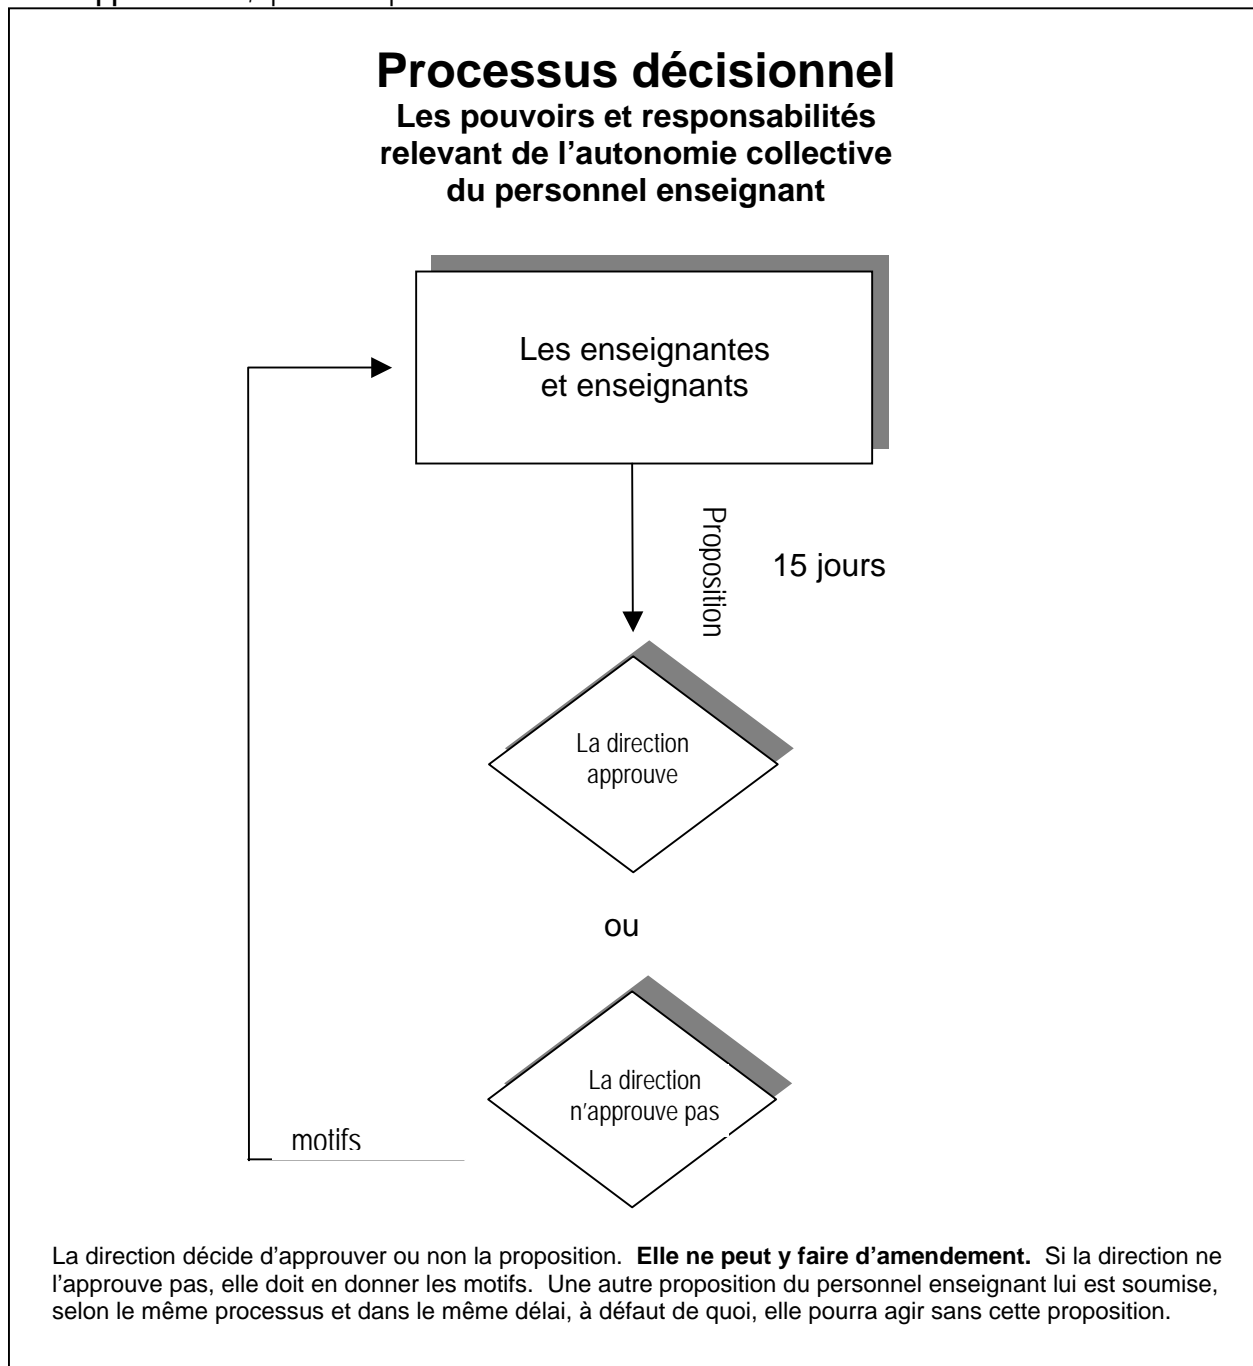 Processus décisionnel
Les pouvoirs et responsabilités
relevant de l’autonomie collective
du personnel enseignant
Les enseignantes
et enseignants
Proposition
15 jours
La direction
approuve
ou
La direction
n’approuve pas
motifs
La direction décide d’approuver ou non la proposition. Elle ne peut y faire d’amendement. Si la direction ne
l’approuve pas, elle doit en donner les motifs. Une autre proposition du personnel enseignant lui est soumise,
selon le même processus et dans le même délai, à défaut de quoi, elle pourra agir sans cette proposition.